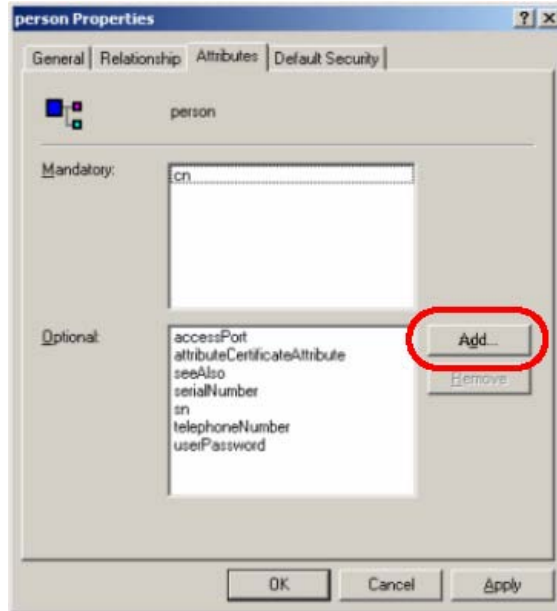 person Properties
? X
General Relationship Attributes Default Security
person
Mandatory:
cn
Optional:
accessPort
attributeCertificateAttribute
seeAlso
serialNumber
sn
telephoneNumber
userPassword
Add...
Remove
OK Cancel Apply